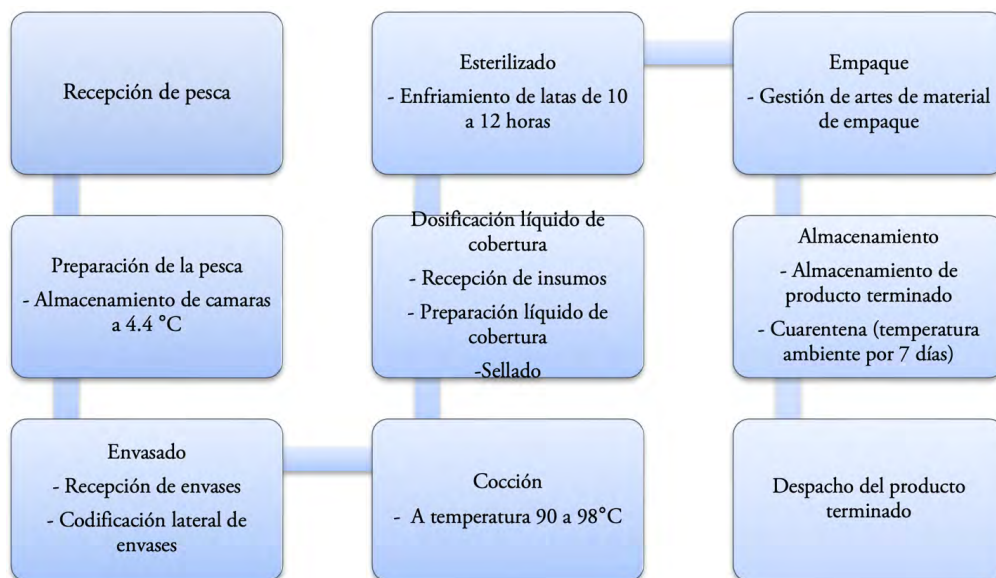 Recepción de pesca
Preparación de la pesca
- Almacenamiento de camaras
a 4.4 °C
Envasado
- Recepción de envases
- Codificación lateral de
envases
Cocción
- A temperatura 90 a 98°C
Dosificación líquido de
cobertura
- Recepción de insumos
- Preparación líquido de
cobertura
-Sellado
Esterilizado
- Enfriamiento de latas de 10
a 12 horas
Empaque
- Gestión de artes de material
de empaque
Almacenamiento
- Almacenamiento de
producto terminado
- Cuarentena (temperatura
ambiente por 7 días)
Despacho del producto
terminado